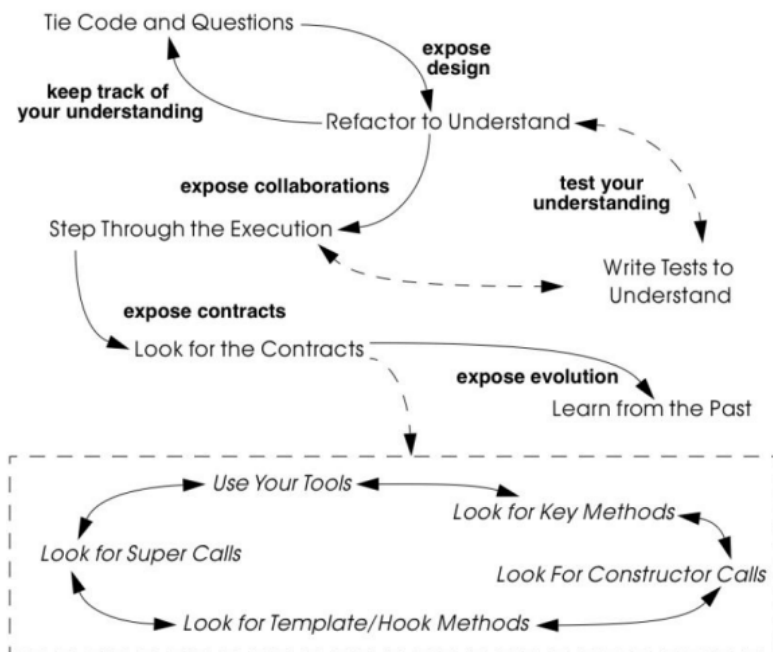 Tie Code and Questions
expose
design
keep track of
your understanding
Refactor to Understand
expose collaborations
test your
understanding
Step Through the Execution
Write Tests to
Understand
expose contracts
Look for the Contracts
expose evolution
Learn from the Past
Use Your Tools
Look for Key Methods
Look for Super Calls
Look For Constructor Calls
Look for Template/Hook Methods